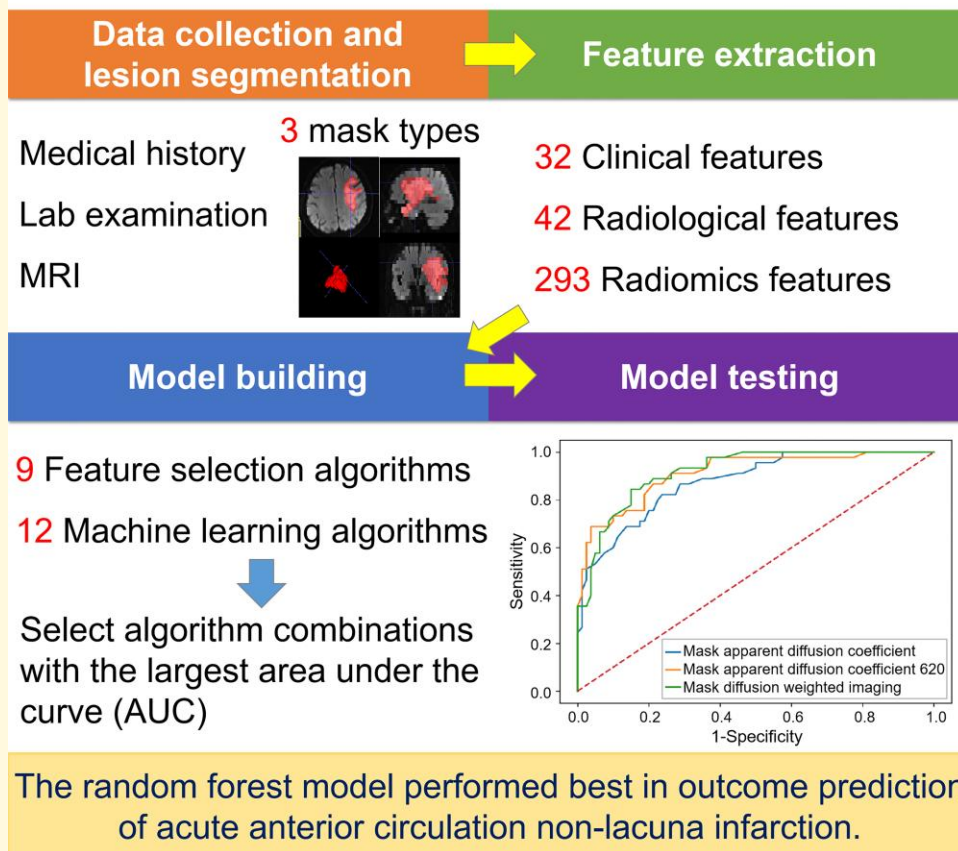 Data collection and
lesion segmentation
Feature extraction
3 mask types
Medical history
Lab examination
MRI
32 Clinical features
42 Radiological features
293 Radiomics features
Model building
Model testing
9 Feature selection algorithms
12 Machine learning algorithms
Select algorithm combinations
with the largest area under the
curve (AUC)
Sensitivity
1.0
0.8
0.6
0.4
0.2
0.0
Mask apparent diffusion coefficient
Mask apparent diffusion coefficient 620
Mask diffusion weighted imaging
0.0 0.2 0.4 0.6 0.8 1.0
1-Specificity
The random forest model performed best in outcome prediction
of acute anterior circulation non-lacuna infarction.